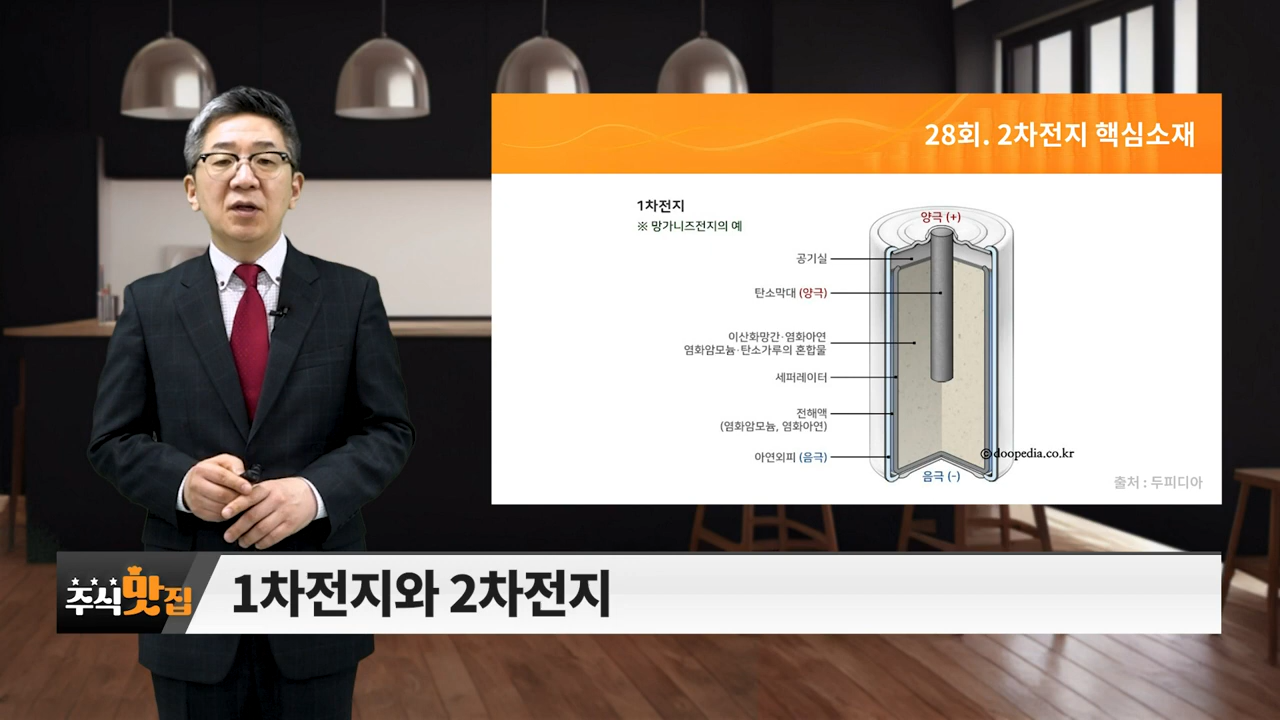 28회. 2차전지 핵심소재
1차전지
※ 망가니즈전지의 예
양극 (+)
공기실
탄소막대 (양극)
이산화망간·염화아연
염화암모늄·탄소가루의 혼합물
세퍼레이터
전해액
(염화암모늄, 염화아연)
아연외피 (음극)
음극 (-)
ⓒdoopedia.co.kr
출처 : 두피디아
주식맛집
1차전지와 2차전지